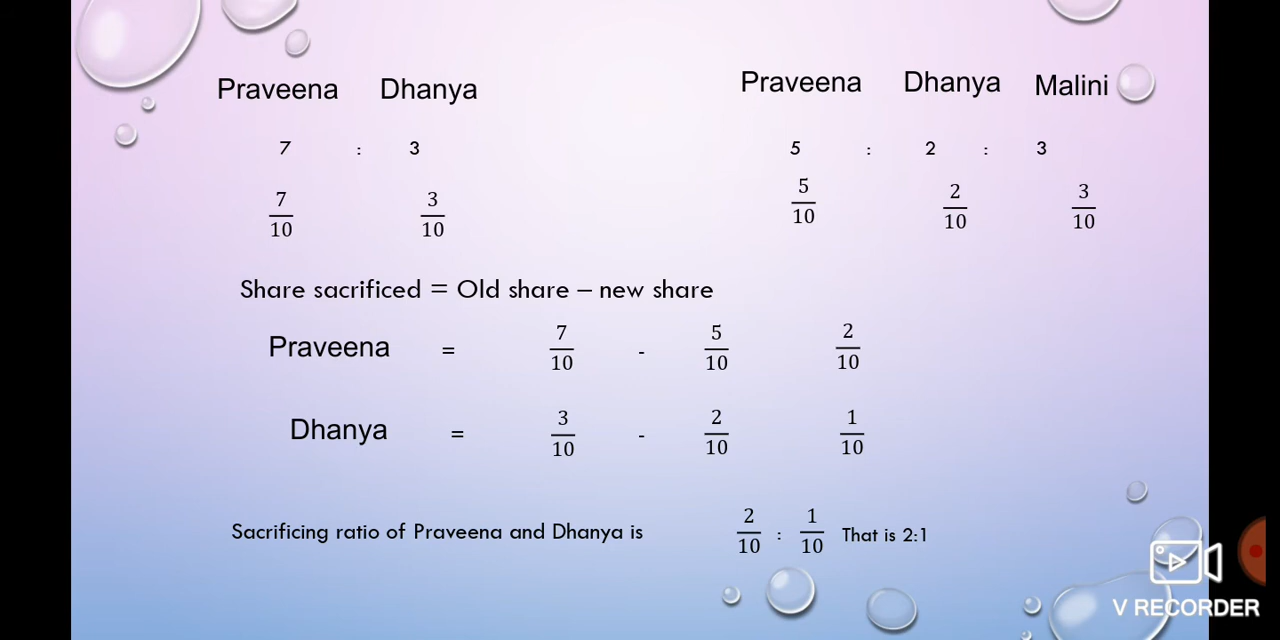 Praveena Dhanya
7 : 3
7/10 3/10
Praveena Dhanya Malini
5 : 2 : 3
5/10 2/10 3/10
Share sacrificed = Old share – new share
Praveena = 7/10 - 5/10 2/10
Dhanya = 3/10 - 2/10 1/10
Sacrificing ratio of Praveena and Dhanya is 2/10 : 1/10 That is 2:1
V RECORDER